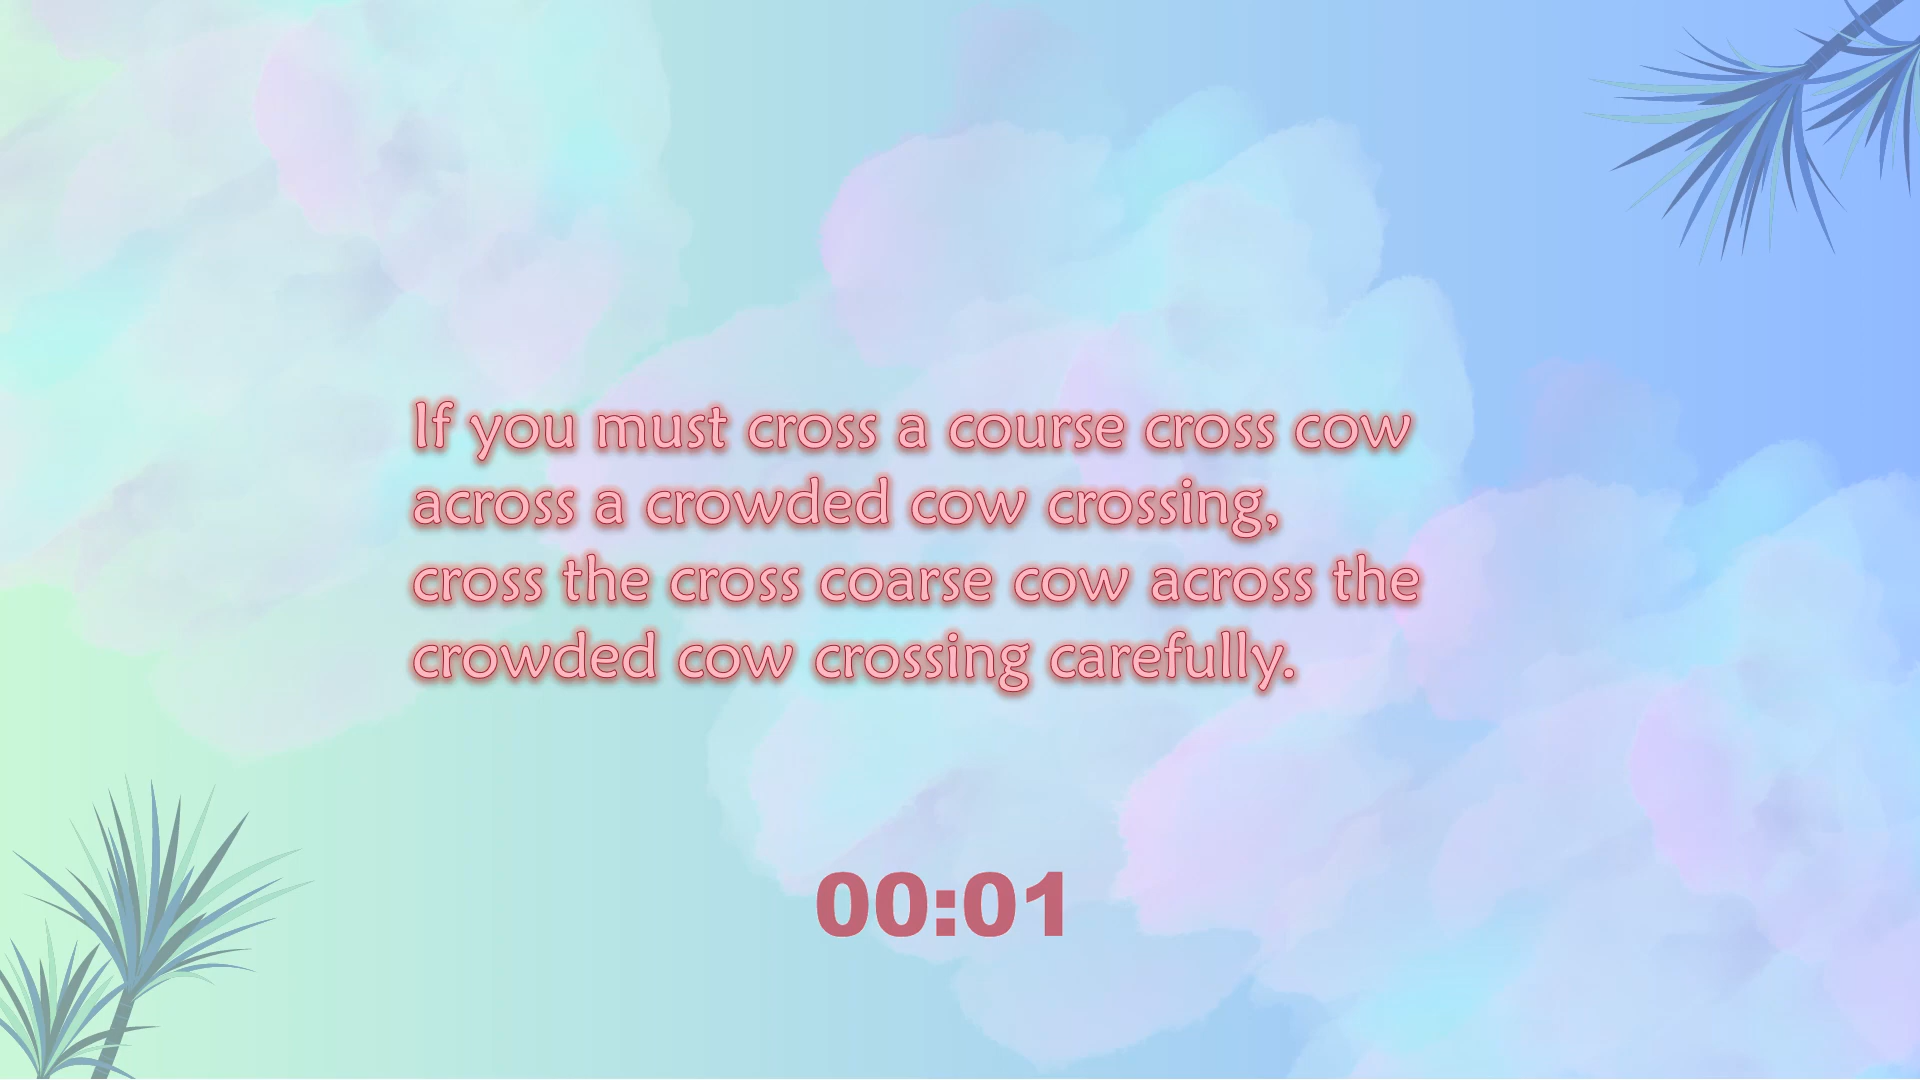 If you must cross a course cross cow
across a crowded cow crossing,
cross the cross coarse cow across the
crowded cow crossing carefully.
00:01